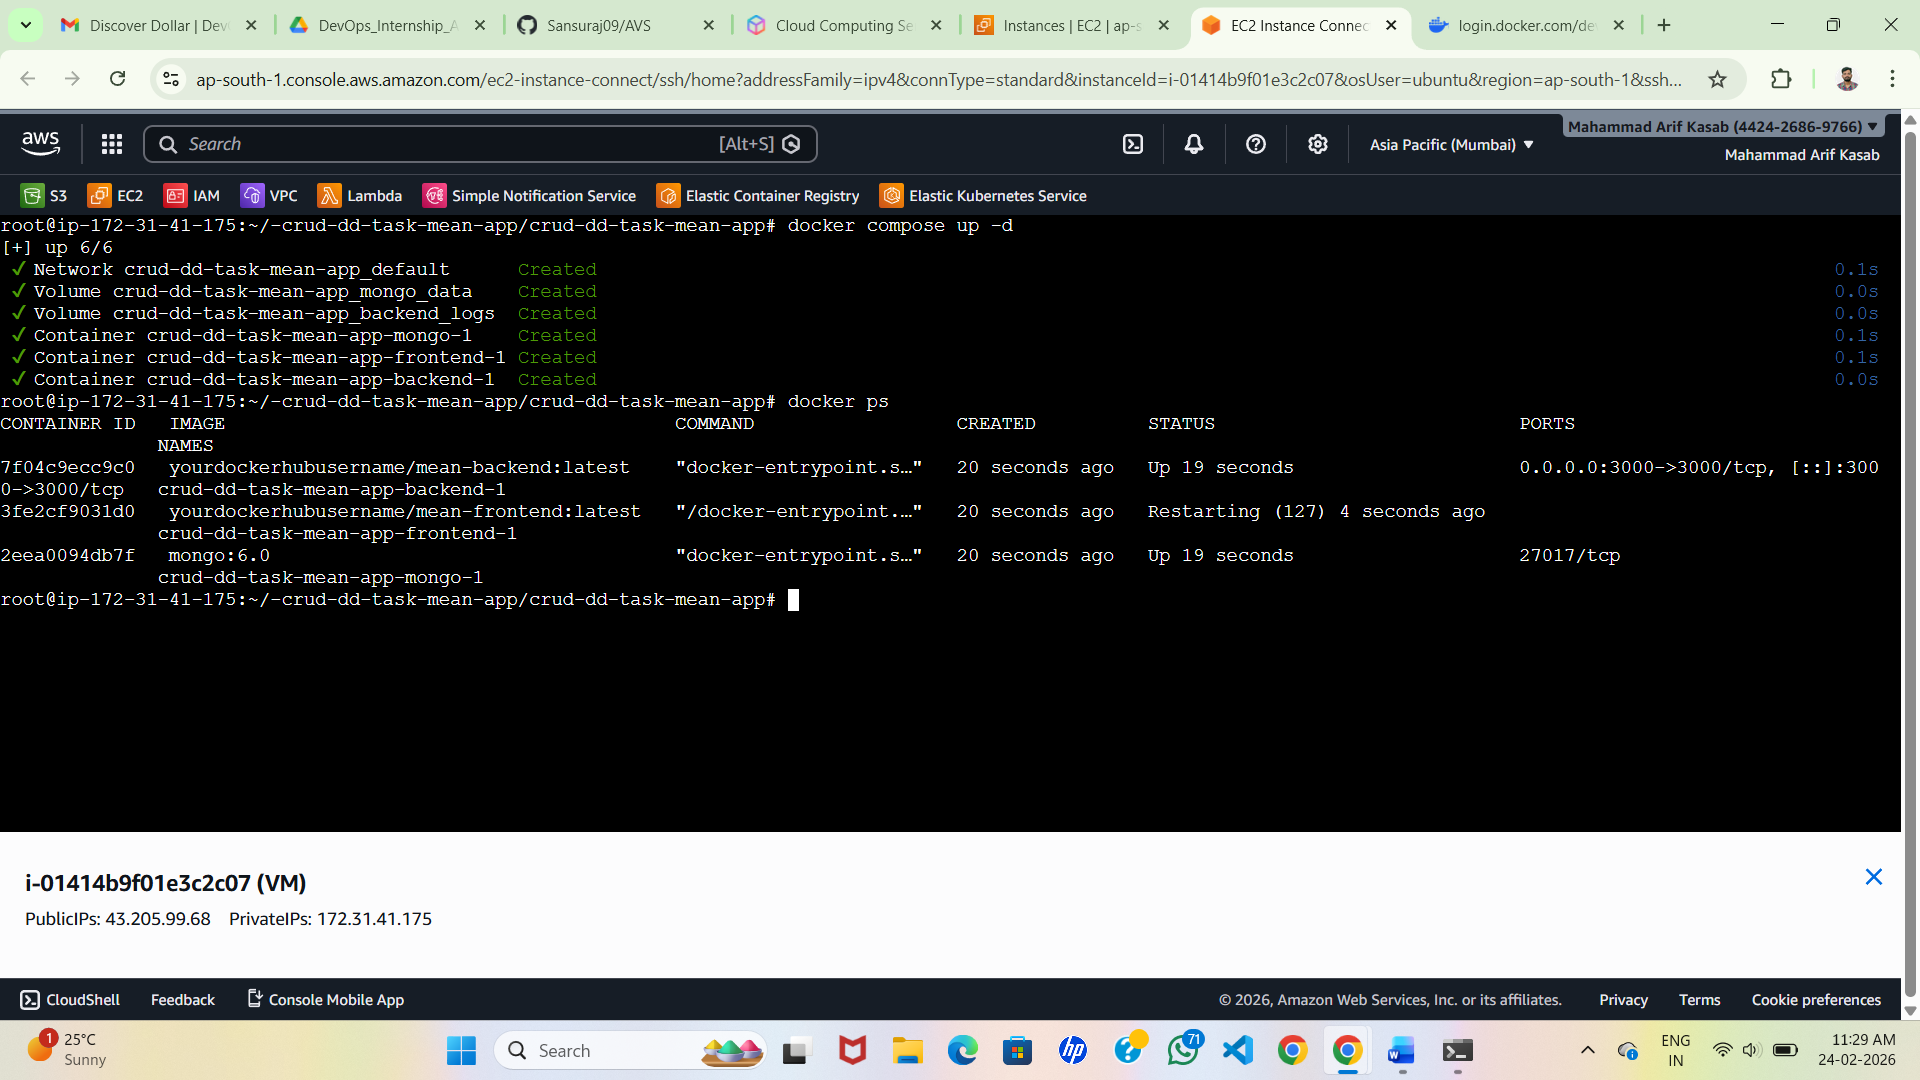 Discover Dollar | Dev
DevOps_Internship_A
Sansuraj09/AVS
Cloud Computing Se
Instances | EC2 | ap-s
EC2 Instance Connec
login.docker.com/de
ap-south-1.console.aws.amazon.com/ec2-instance-connect/ssh/home?addressFamily=ipv4&connType=standard&instanceId=i-01414b9f01e3c2c07&osUser=ubuntu&region=ap-south-1&ssh...
aws
Search
[Alt+S]
Asia Pacific (Mumbai)
Mahammad Arif Kasab (4424-2686-9766)
Mahammad Arif Kasab
S3
EC2
IAM
VPC
Lambda
Simple Notification Service
Elastic Container Registry
Elastic Kubernetes Service
root@ip-172-31-41-175:~/-crud-dd-task-mean-app/crud-dd-task-mean-app# docker compose up -d
[+] up 6/6
✓ Network crud-dd-task-mean-app_default Created 0.1s
✓ Volume crud-dd-task-mean-app_mongo_data Created 0.0s
✓ Volume crud-dd-task-mean-app_backend_logs Created 0.0s
✓ Container crud-dd-task-mean-app-mongo-1 Created 0.1s
✓ Container crud-dd-task-mean-app-frontend-1 Created 0.1s
✓ Container crud-dd-task-mean-app-backend-1 Created 0.0s
root@ip-172-31-41-175:~/-crud-dd-task-mean-app/crud-dd-task-mean-app# docker ps
CONTAINER ID IMAGE COMMAND CREATED STATUS PORTS
NAMES
7f04c9ecc9c0 yourdockerhubusername/mean-backend:latest "docker-entrypoint.s…" 20 seconds ago Up 19 seconds 0.0.0.0:3000->3000/tcp, [::]:300
0->3000/tcp crud-dd-task-mean-app-backend-1
3fe2cf9031d0 yourdockerhubusername/mean-frontend:latest "/docker-entrypoint.…" 20 seconds ago Restarting (127) 4 seconds ago
crud-dd-task-mean-app-frontend-1
2eea0094db7f mongo:6.0 "docker-entrypoint.s…" 20 seconds ago Up 19 seconds 27017/tcp
crud-dd-task-mean-app-mongo-1
root@ip-172-31-41-175:~/-crud-dd-task-mean-app/crud-dd-task-mean-app#
i-01414b9f01e3c2c07 (VM)
PublicIPs: 43.205.99.68 PrivateIPs: 172.31.41.175
CloudShell
Feedback
Console Mobile App
© 2026, Amazon Web Services, Inc. or its affiliates.
Privacy
Terms
Cookie preferences
1
25°C
Sunny
Search
hp
71
ENG
IN
11:29 AM
24-02-2026